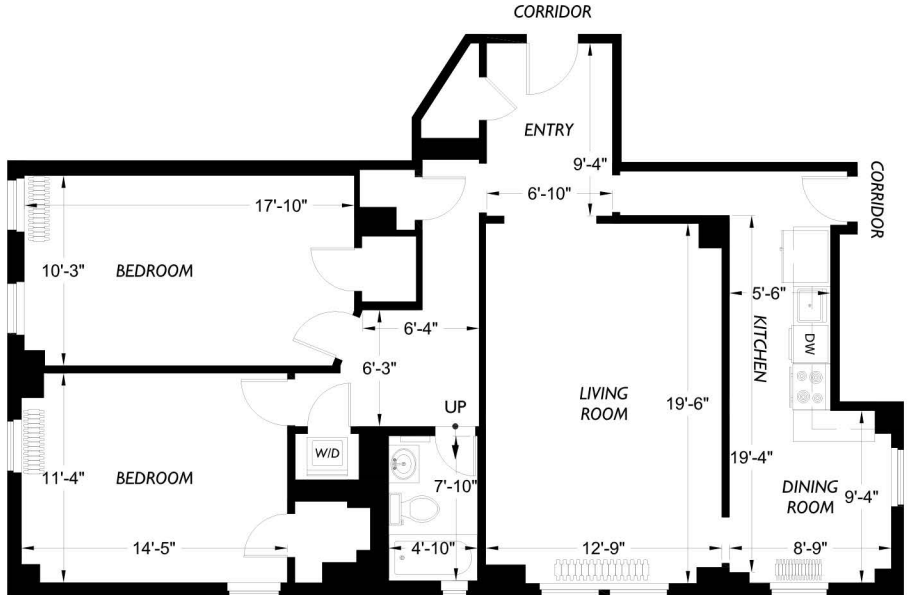 CORRIDOR
ENTRY
9'-4"
CORRIDOR
17'-10"
6'-10"
10'-3"
BEDROOM
5'-6"
6'-4"
KITCHEN
DW
6'-3"
LIVING
ROOM
19'-6"
UP
W/D
11'-4"
BEDROOM
7'-10"
19'-4"
DINING
ROOM
9'-4"
14'-5"
4'-10"
12'-9"
8'-9"